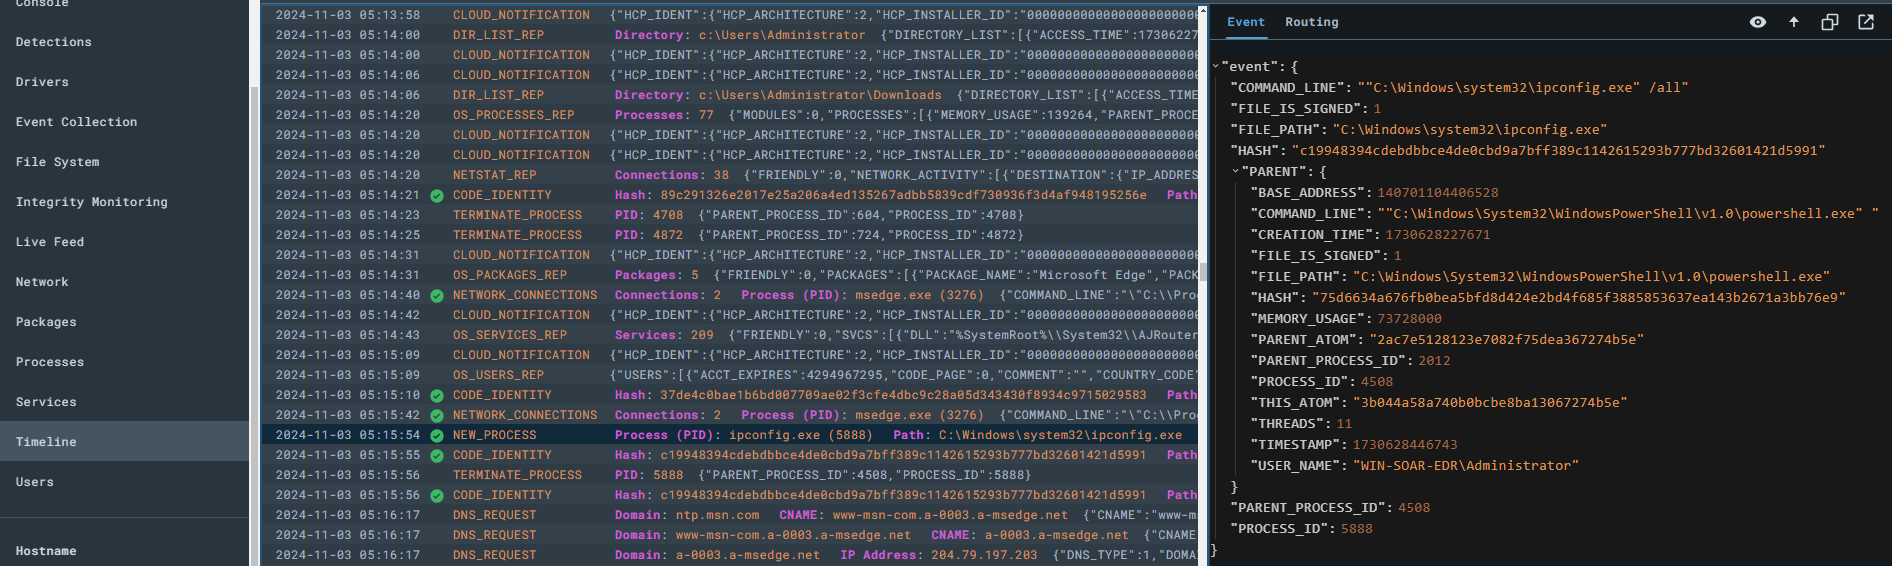 Console
Detections
Drivers
Event Collection
File System
Integrity Monitoring
Live Feed
Network
Packages
Processes
Services
Timeline
Users
Hostname
2024-11-03 05:13:58 CLOUD_NOTIFICATION {"HCP_IDENT":{"HCP_ARCHITECTURE":2,"HCP_INSTALLER_ID":"0000000000000000000000
2024-11-03 05:14:00 DIR_LIST_REP Directory: c:\Users\Administrator {"DIRECTORY_LIST":[{"ACCESS_TIME":17306227
2024-11-03 05:14:00 CLOUD_NOTIFICATION {"HCP_IDENT":{"HCP_ARCHITECTURE":2,"HCP_INSTALLER_ID":"0000000000000000000000
2024-11-03 05:14:06 CLOUD_NOTIFICATION {"HCP_IDENT":{"HCP_ARCHITECTURE":2,"HCP_INSTALLER_ID":"0000000000000000000000
2024-11-03 05:14:06 DIR_LIST_REP Directory: c:\Users\Administrator\Downloads {"DIRECTORY_LIST":[{"ACCESS_TIME
2024-11-03 05:14:20 OS_PROCESSES_REP Processes: 77 {"MODULES":0,"PROCESSES":[{"MEMORY_USAGE":139264,"PARENT_PROCE
2024-11-03 05:14:20 CLOUD_NOTIFICATION {"HCP_IDENT":{"HCP_ARCHITECTURE":2,"HCP_INSTALLER_ID":"0000000000000000000000
2024-11-03 05:14:20 CLOUD_NOTIFICATION {"HCP_IDENT":{"HCP_ARCHITECTURE":2,"HCP_INSTALLER_ID":"0000000000000000000000
2024-11-03 05:14:20 NETSTAT_REP Connections: 38 {"FRIENDLY":0,"NETWORK_ACTIVITY":[{"DESTINATION":{"IP_ADDRES
2024-11-03 05:14:21 CODE_IDENTITY Hash: 89c291326e2017e25a206a4ed135267adbb5839cdf730936f3d4af948195256e Path
2024-11-03 05:14:23 TERMINATE_PROCESS PID: 4708 {"PARENT_PROCESS_ID":604,"PROCESS_ID":4708}
2024-11-03 05:14:25 TERMINATE_PROCESS PID: 4872 {"PARENT_PROCESS_ID":724,"PROCESS_ID":4872}
2024-11-03 05:14:31 CLOUD_NOTIFICATION {"HCP_IDENT":{"HCP_ARCHITECTURE":2,"HCP_INSTALLER_ID":"0000000000000000000000
2024-11-03 05:14:31 OS_PACKAGES_REP Packages: 5 {"FRIENDLY":0,"PACKAGES":[{"PACKAGE_NAME":"Microsoft Edge","PACK
2024-11-03 05:14:40 NETWORK_CONNECTIONS Connections: 2 Process (PID): msedge.exe (3276) {"COMMAND_LINE":"\"C:\\Pro
2024-11-03 05:14:42 CLOUD_NOTIFICATION {"HCP_IDENT":{"HCP_ARCHITECTURE":2,"HCP_INSTALLER_ID":"0000000000000000000000
2024-11-03 05:14:43 OS_SERVICES_REP Services: 209 {"FRIENDLY":0,"SVCS":[{"DLL":"%SystemRoot%\\System32\\AJRouter
2024-11-03 05:15:09 CLOUD_NOTIFICATION {"HCP_IDENT":{"HCP_ARCHITECTURE":2,"HCP_INSTALLER_ID":"0000000000000000000000
2024-11-03 05:15:09 OS_USERS_REP {"USERS":[{"ACCT_EXPIRES":4294967295,"CODE_PAGE":0,"COMMENT":"","COUNTRY_CODE"
2024-11-03 05:15:10 CODE_IDENTITY Hash: 37de4c0bae1b6bd007709ae02f3cfe4dbc9c28a05d343430f8934c9715029583 Path
2024-11-03 05:15:42 NETWORK_CONNECTIONS Connections: 2 Process (PID): msedge.exe (3276) {"COMMAND_LINE":"\"C:\\Pro
2024-11-03 05:15:54 NEW_PROCESS Process (PID): ipconfig.exe (5888) Path: C:\Windows\system32\ipconfig.exe
2024-11-03 05:15:55 CODE_IDENTITY Hash: c19948394cdebdbbce4de0cbd9a7bff389c1142615293b777bd32601421d5991 Path
2024-11-03 05:15:56 TERMINATE_PROCESS PID: 5888 {"PARENT_PROCESS_ID":4508,"PROCESS_ID":5888}
2024-11-03 05:15:56 CODE_IDENTITY Hash: c19948394cdebdbbce4de0cbd9a7bff389c1142615293b777bd32601421d5991 Path
2024-11-03 05:16:17 DNS_REQUEST Domain: ntp.msn.com CNAME: www-msn-com.a-0003.a-msedge.net {"CNAME":"www-m
2024-11-03 05:16:17 DNS_REQUEST Domain: www-msn-com.a-0003.a-msedge.net CNAME: a-0003.a-msedge.net {"CNAME
2024-11-03 05:16:17 DNS_REQUEST Domain: a-0003.a-msedge.net IP Address: 204.79.197.203 {"DNS_TYPE":1,"DOMA
Event Routing
"event": {
"COMMAND_LINE": ""C:\Windows\system32\ipconfig.exe" /all"
"FILE_IS_SIGNED": 1
"FILE_PATH": "C:\Windows\system32\ipconfig.exe"
"HASH": "c19948394cdebdbbce4de0cbd9a7bff389c1142615293b777bd32601421d5991"
"PARENT": {
"BASE_ADDRESS": 140701104406528
"COMMAND_LINE": ""C:\Windows\System32\WindowsPowerShell\v1.0\powershell.exe" "
"CREATION_TIME": 1730628227671
"FILE_IS_SIGNED": 1
"FILE_PATH": "C:\Windows\System32\WindowsPowerShell\v1.0\powershell.exe"
"HASH": "75d6634a676fb0bea5bfd8d424e2bd4f685f3885853637ea143b2671a3bb76e9"
"MEMORY_USAGE": 73728000
"PARENT_ATOM": "2ac7e5128123e7082f75dea367274b5e"
"PARENT_PROCESS_ID": 2012
"PROCESS_ID": 4508
"THIS_ATOM": "3b044a58a740b0bcbe8ba13067274b5e"
"THREADS": 11
"TIMESTAMP": 1730628446743
"USER_NAME": "WIN-SOAR-EDR\Administrator"
}
"PARENT_PROCESS_ID": 4508
"PROCESS_ID": 5888
}